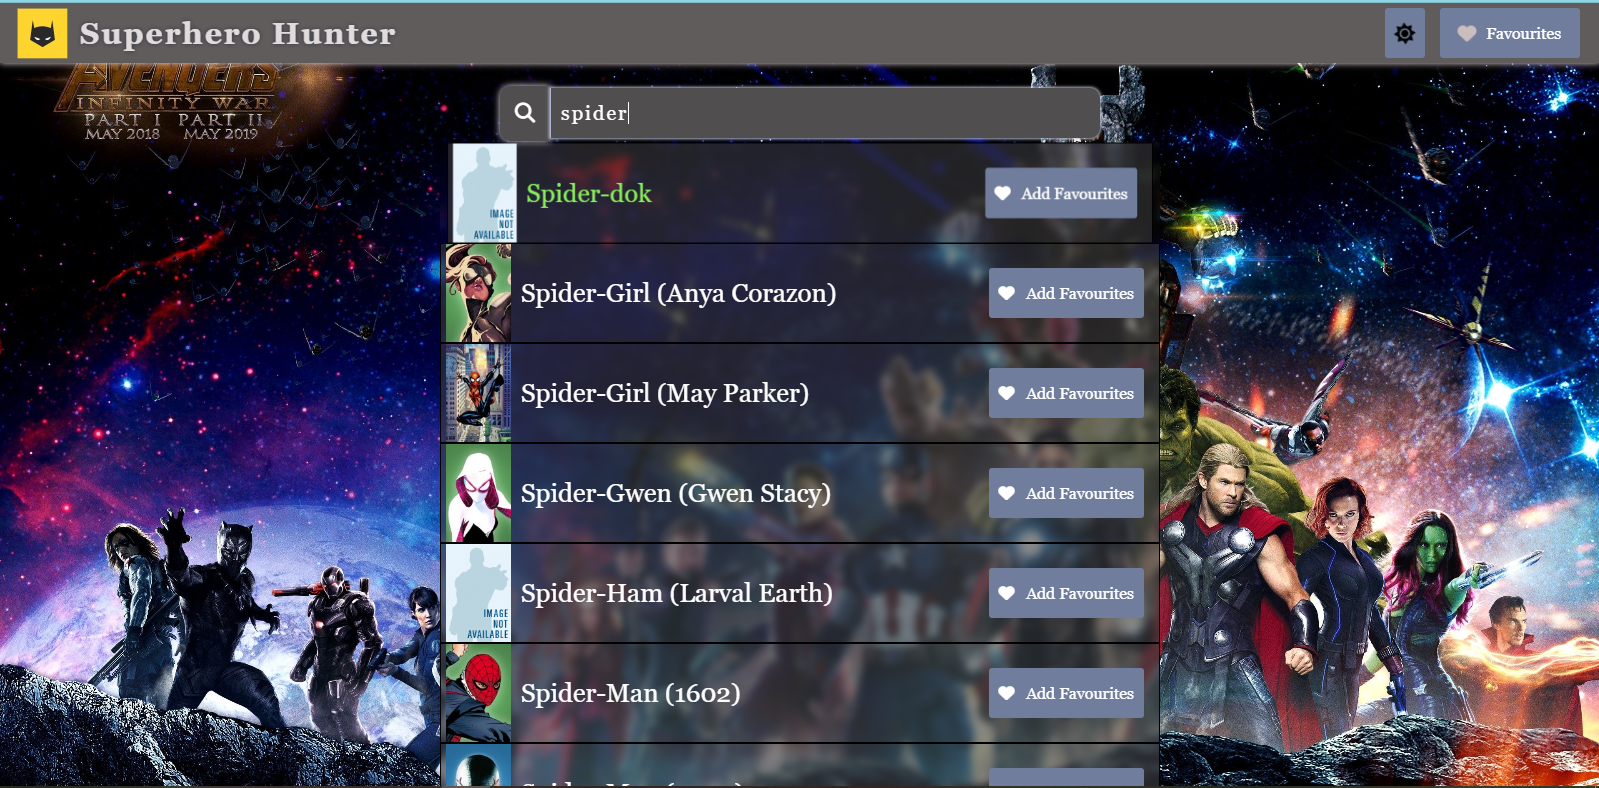 Superhero Hunter
Favourites
AVENGERS
INFINITY WAR
PART I PART II
MAY 2018 MAY 2019
spider
IMAGE
NOT
AVAILABLE
Spider-dok
Add Favourites
Spider-Girl (Anya Corazon)
Add Favourites
Spider-Girl (May Parker)
Add Favourites
Spider-Gwen (Gwen Stacy)
Add Favourites
IMAGE
NOT
AVAILABLE
Spider-Ham (Larval Earth)
Add Favourites
Spider-Man (1602)
Add Favourites